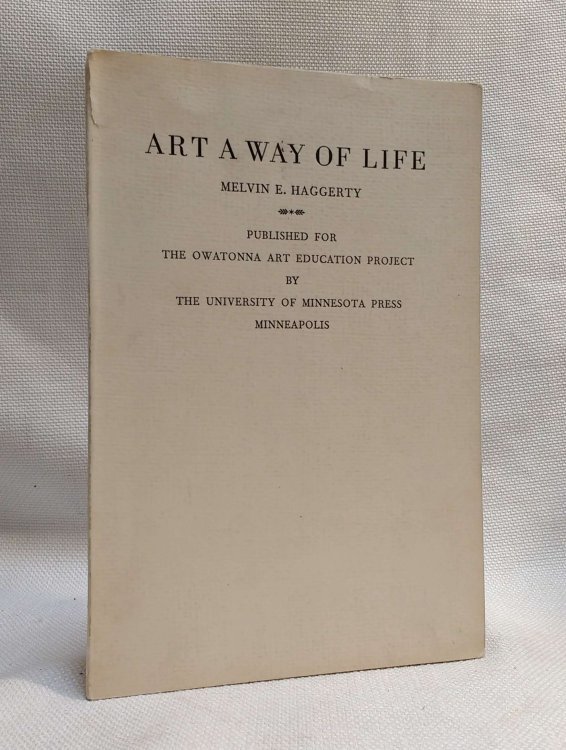 ART A WAY OF LIFE
MELVIN E. HAGGERTY
PUBLISHED FOR
THE OWATONNA ART EDUCATION PROJECT
BY
THE UNIVERSITY OF MINNESOTA PRESS
MINNEAPOLIS